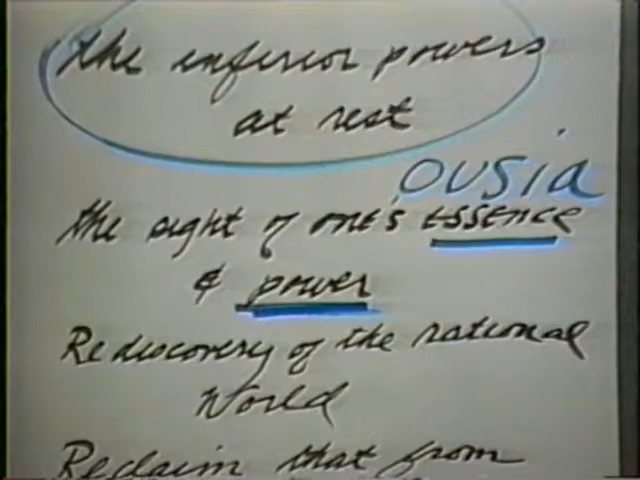 the inferior powers
at rest
ousia
the sight of one's essence
& power
Rediscovery of the rational
World
Reclaim that from